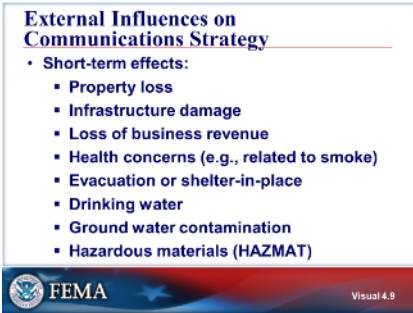 External Influences on
Communications Strategy
• Short-term effects:
▪ Property loss
▪ Infrastructure damage
▪ Loss of business revenue
▪ Health concerns (e.g., related to smoke)
▪ Evacuation or shelter-in-place
▪ Drinking water
▪ Ground water contamination
▪ Hazardous materials (HAZMAT)
FEMA
Visual 4.9